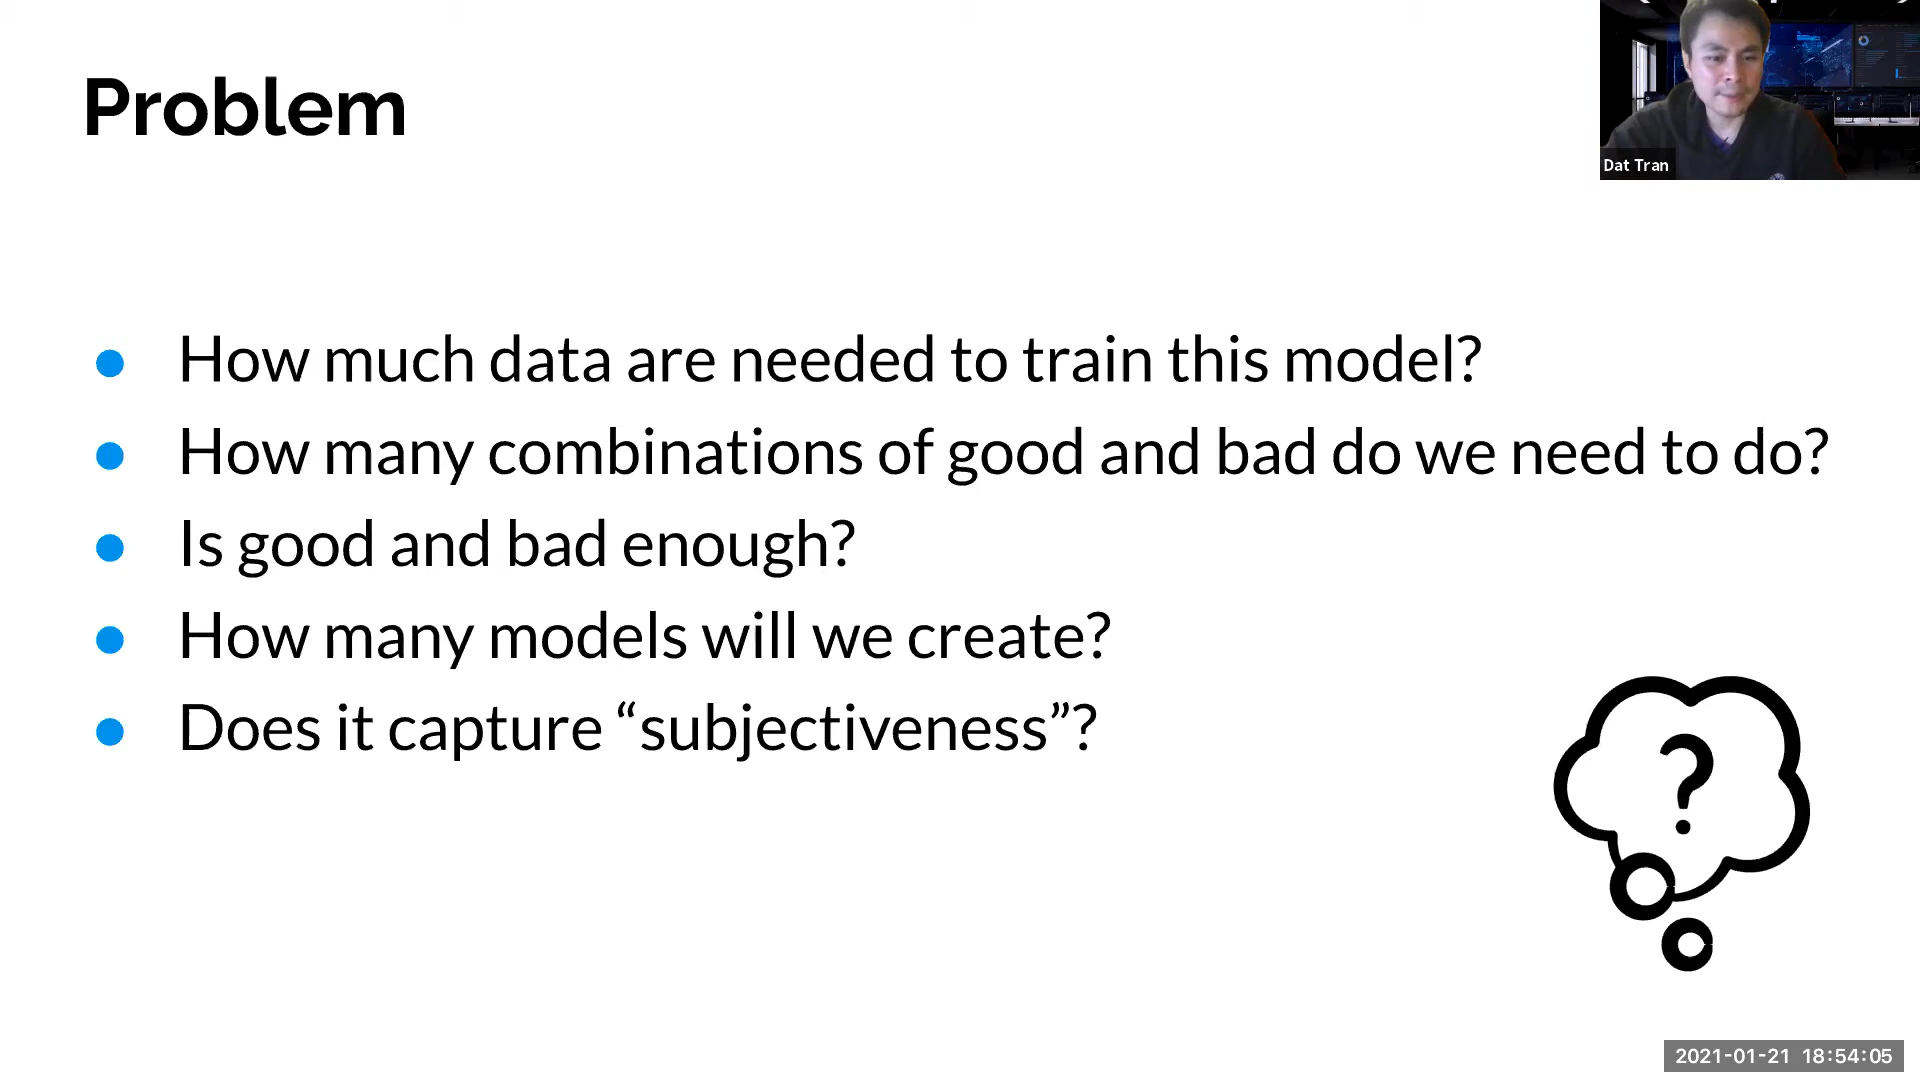 Problem
Dat Tran
How much data are needed to train this model?
How many combinations of good and bad do we need to do?
Is good and bad enough?
How many models will we create?
Does it capture “subjectiveness”?
?
2021-01-21 18:54:05